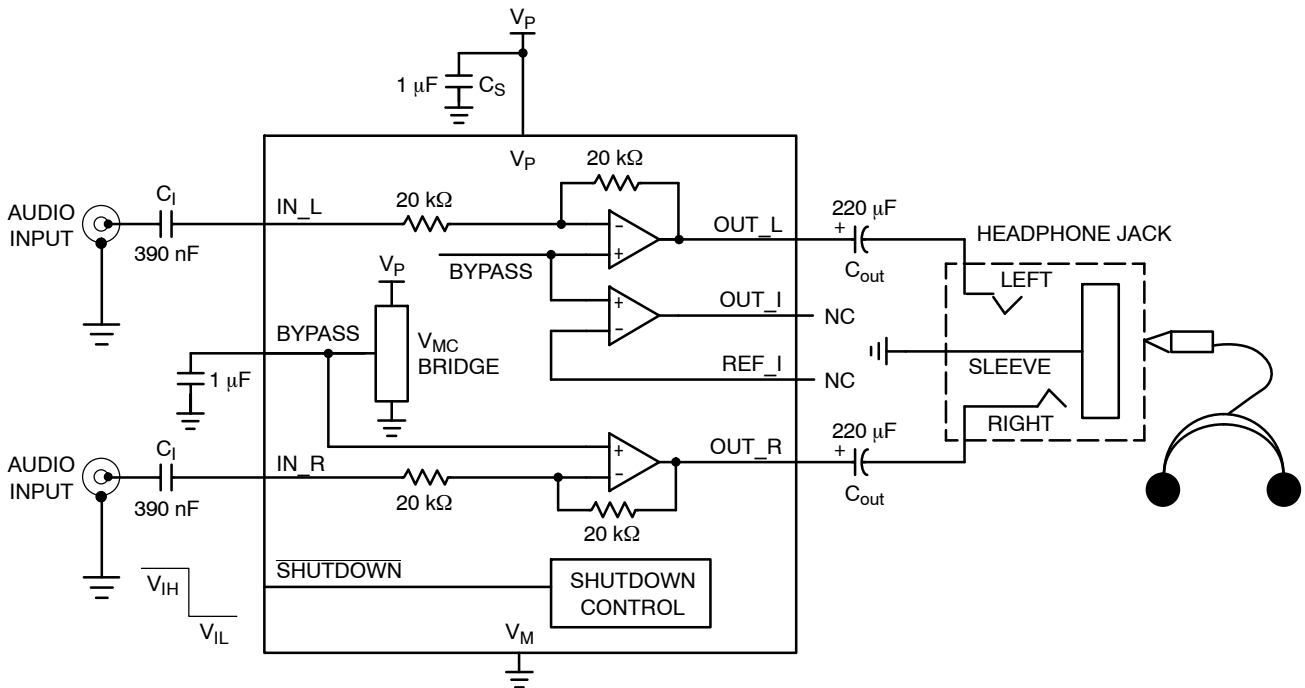 V_P
1 μF
C_S
V_P
20 kΩ
C_I
AUDIO
INPUT
390 nF
IN_L
20 kΩ
−
+
OUT_L
220 μF
+
C_out
HEADPHONE JACK
LEFT
BYPASS
V_P
+
−
OUT_I
NC
BYPASS
V_MC
BRIDGE
1 μF
REF_I
NC
SLEEVE
RIGHT
AUDIO
INPUT
C_I
390 nF
IN_R
20 kΩ
+
−
OUT_R
220 μF
+
C_out
20 kΩ
SHUTDOWN
V_IH
V_IL
SHUTDOWN
CONTROL
V_M